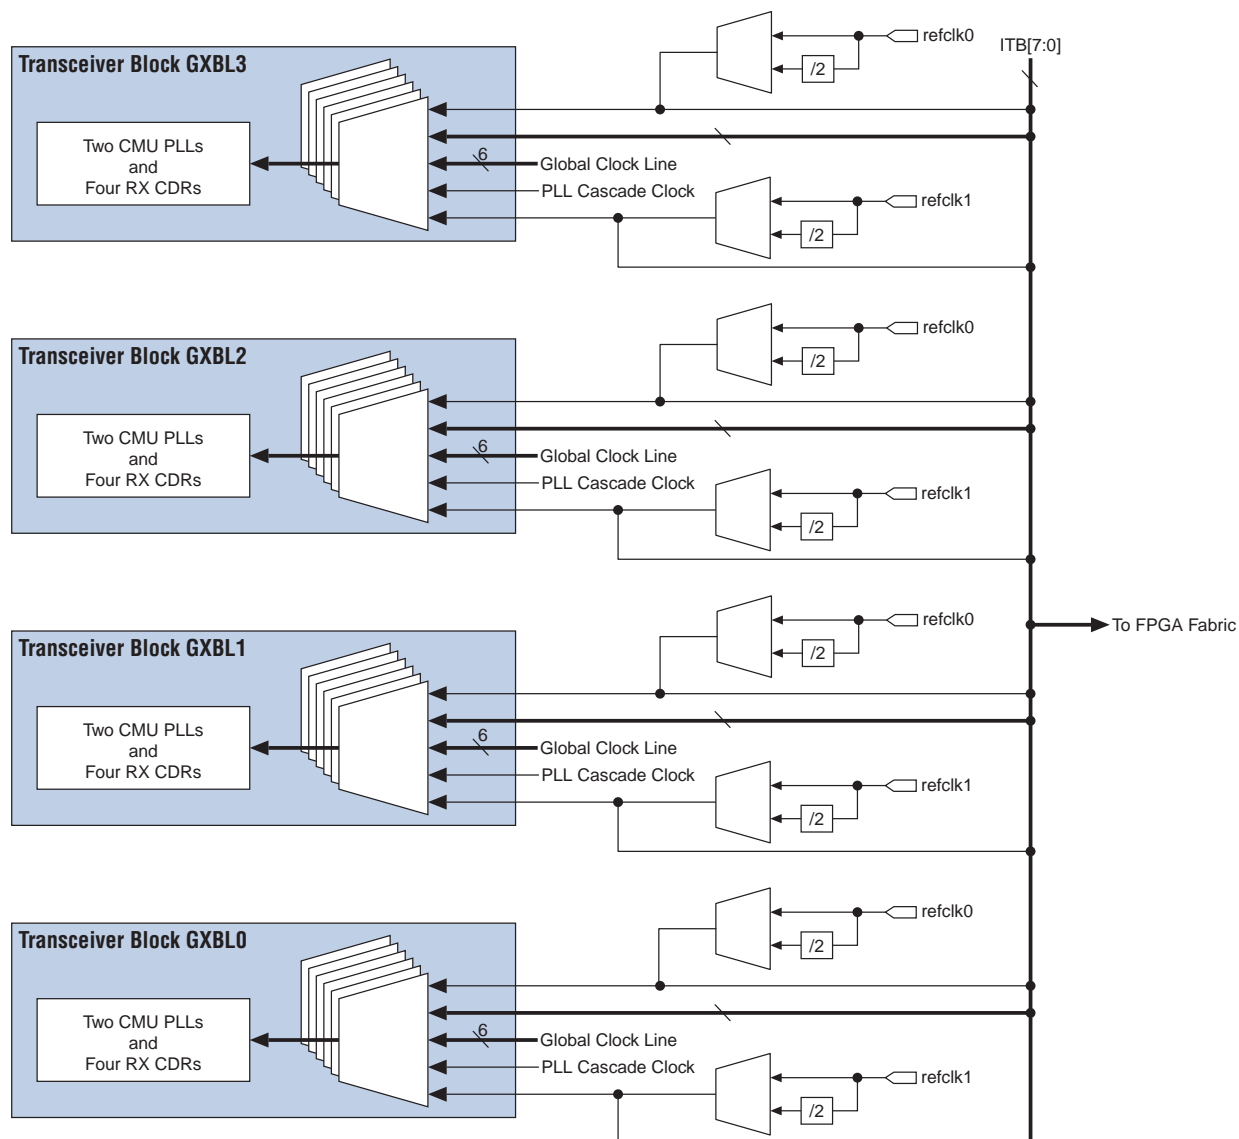 refclk0
ITB[7:0]
Transceiver Block GXBL3
/2
Two CMU PLLs
and
Four RX CDRs
6
Global Clock Line
PLL Cascade Clock
refclk1
/2
refclk0
Transceiver Block GXBL2
/2
Two CMU PLLs
and
Four RX CDRs
6
Global Clock Line
PLL Cascade Clock
refclk1
/2
refclk0
To FPGA Fabric
Transceiver Block GXBL1
/2
Two CMU PLLs
and
Four RX CDRs
6
Global Clock Line
PLL Cascade Clock
refclk1
/2
refclk0
Transceiver Block GXBL0
/2
Two CMU PLLs
and
Four RX CDRs
6
Global Clock Line
PLL Cascade Clock
refclk1
/2